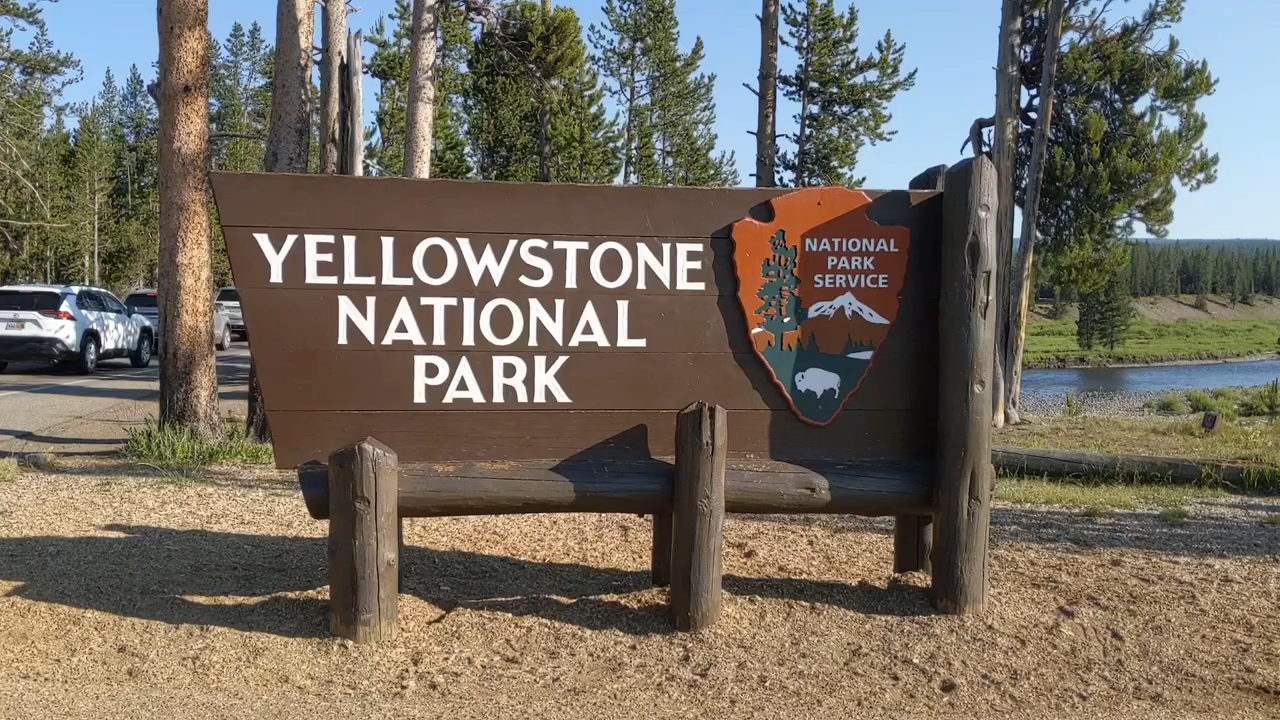 YELLOWSTONE
NATIONAL
PARK
NATIONAL
PARK
SERVICE